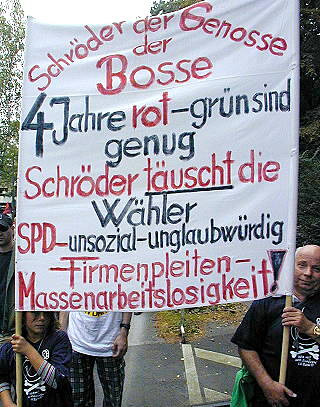 Schröder der Genosse
der
Bosse
4 Jahre rot-grün sind
genug
Schröder täuscht die
Wähler
SPD-unsozial-unglaubwürdig
-Firmenpleiten-
Massenarbeitslosigkeit!